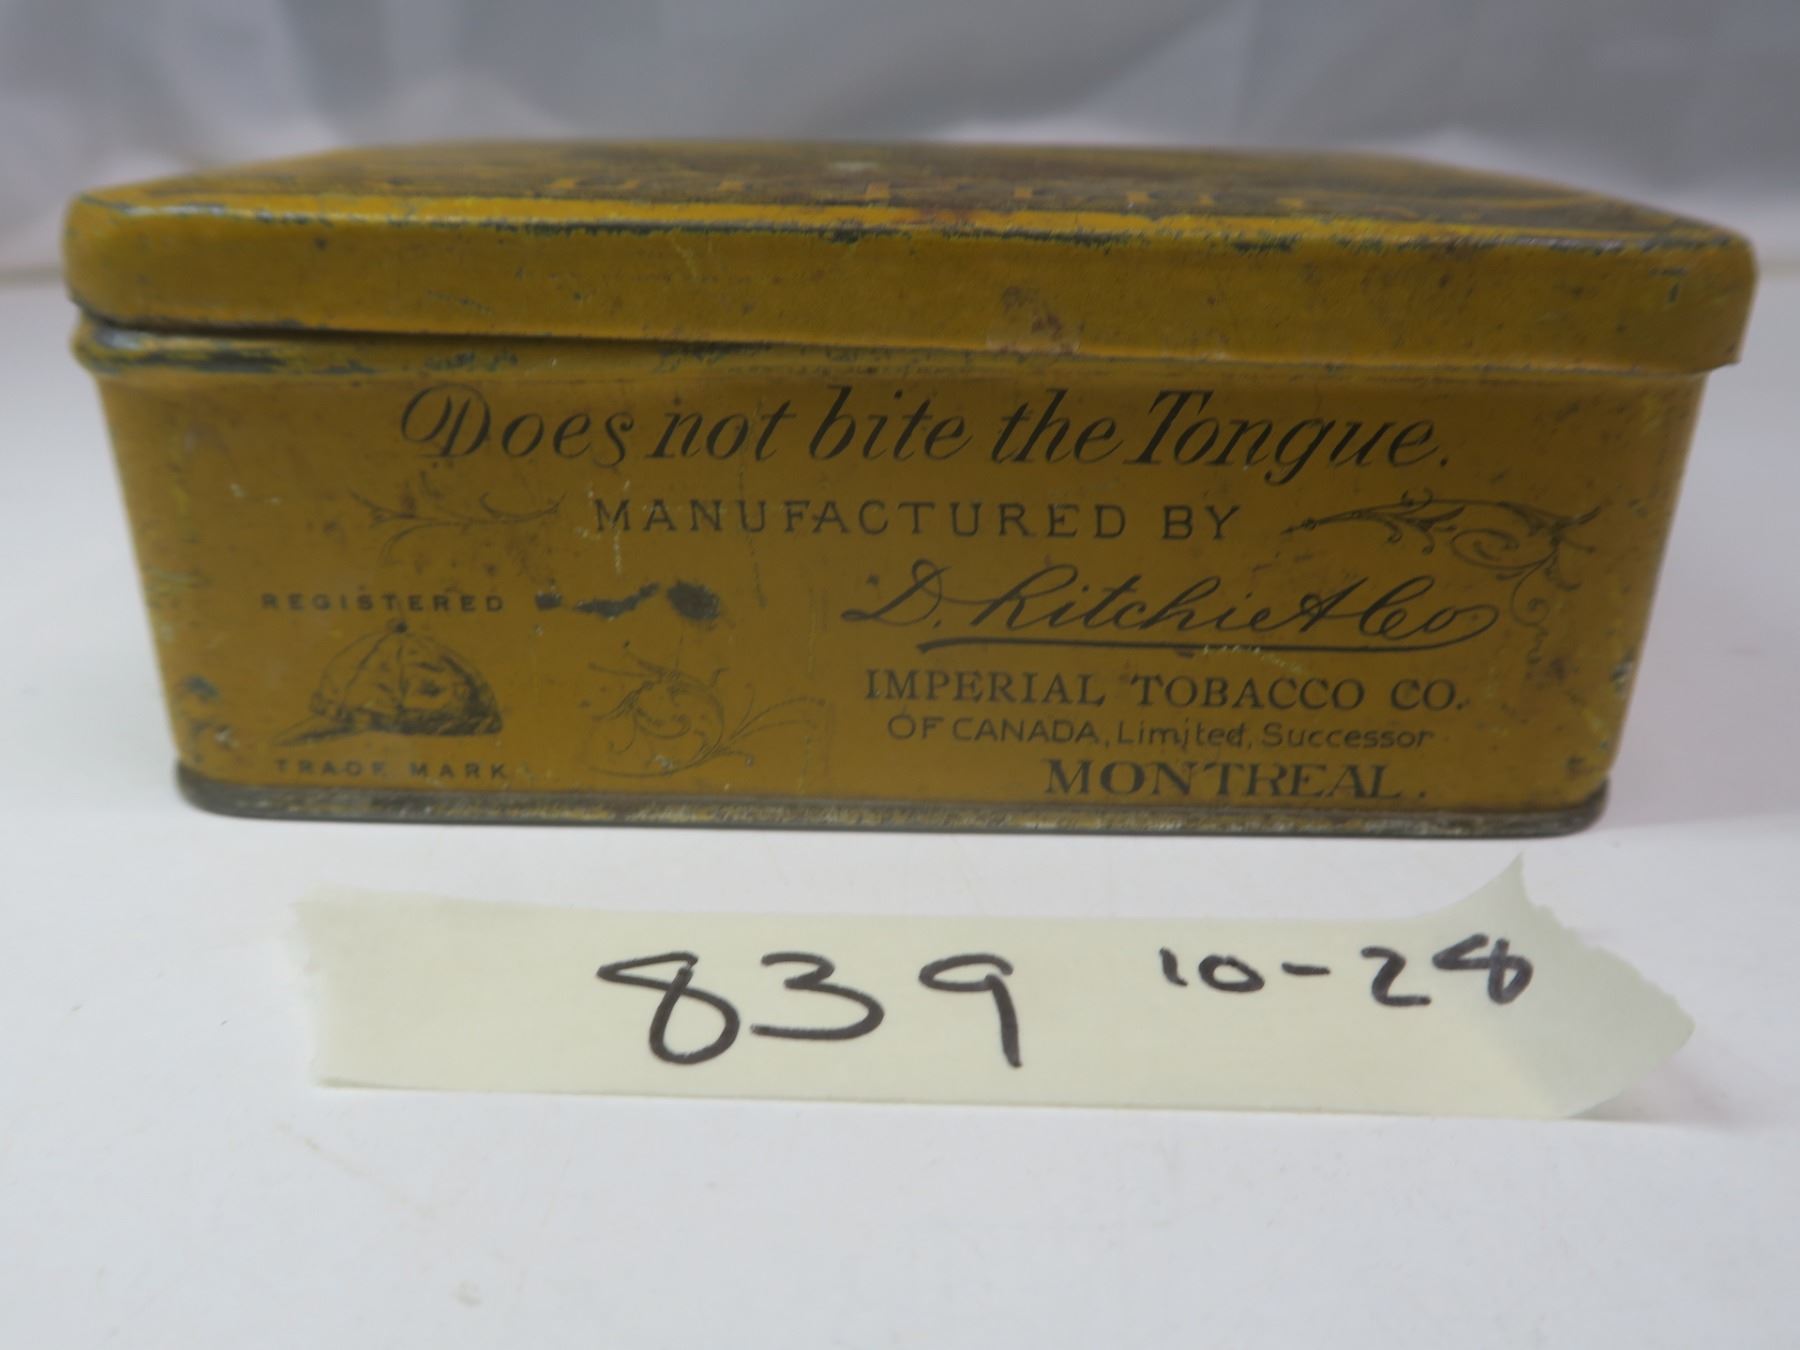 Does not bite the Tongue.
MANUFACTURED BY
REGISTERED
TRADE MARK
D. Ritchie & Co
IMPERIAL TOBACCO CO.
OF CANADA, Limited, Successor
MONTREAL.
839 10-28